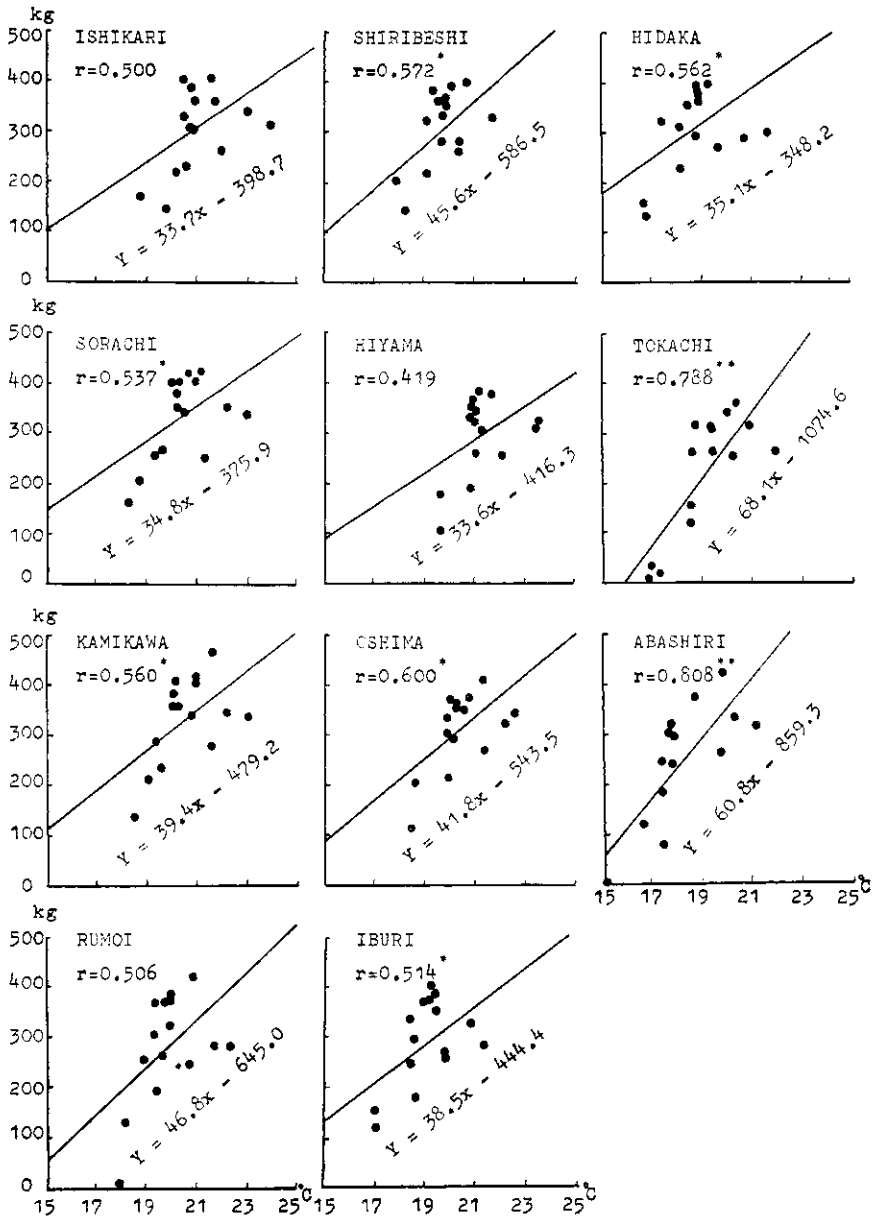 kg
500
400
300
200
100
0
ISHIKARI
r=0.500
Y = 33.7x - 398.7
SHIRIBESHI
r=0.572*
Y = 45.6x - 586.5
HIDAKA
r=0.562*
Y = 35.1x - 348.2
kg
500
400
300
200
100
0
SORACHI
r=0.537*
Y = 34.8x - 375.9
HIYAMA
r=0.419
Y = 33.6x - 416.3
TOKACHI
r=0.788**
Y = 68.1x - 1074.6
15 17 19 21 23 25
kg
500
400
300
200
100
0
KAMIKAWA
r=0.560*
Y = 39.4x - 479.2
OSHIMA
r=0.600*
Y = 41.8x - 543.5
ABASHIRI
r=0.808**
Y = 60.8x - 859.3
15 17 19 21 23 °C
kg
500
400
300
200
100
0
RUMOI
r=0.506
Y = 46.8x - 645.0
15 17 19 21 23 25 °C
IBURI
r=0.514*
Y = 38.5x - 444.4
15 17 19 21 23 25 °C